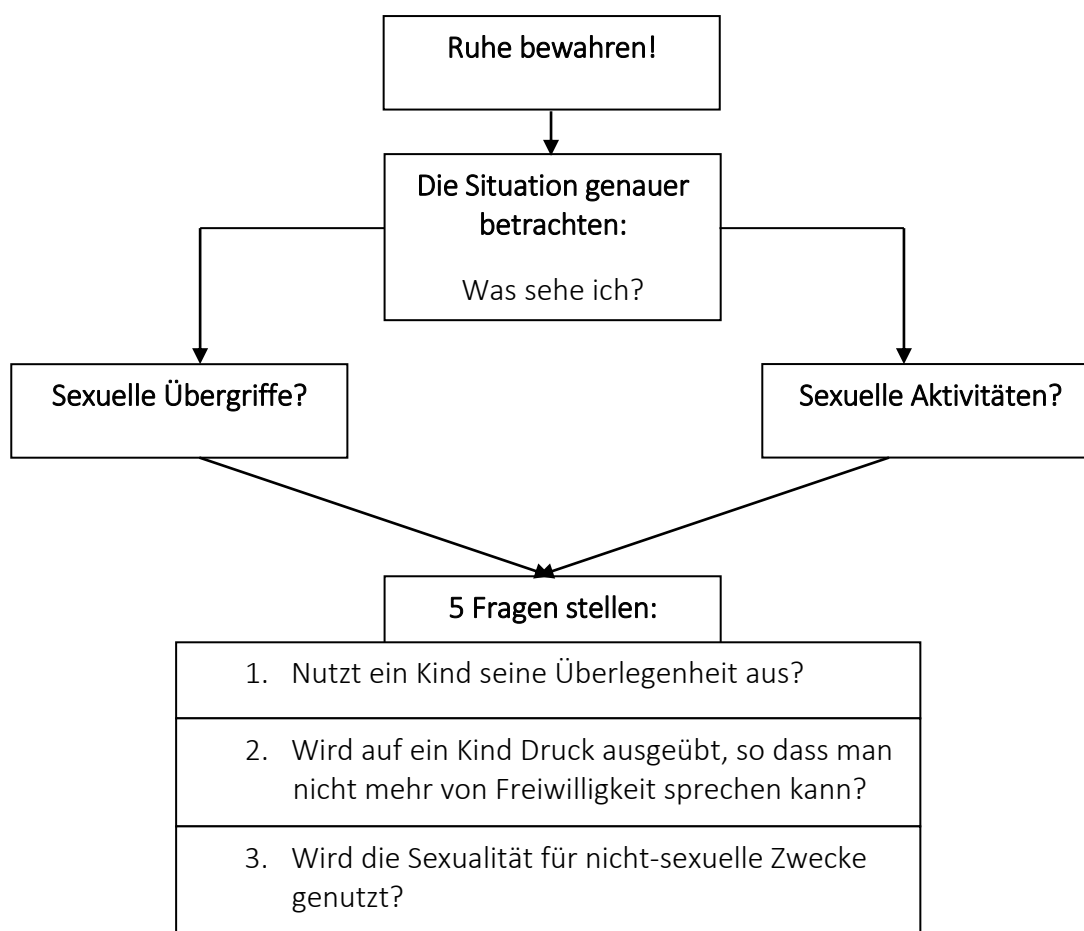 Ruhe bewahren!
Die Situation genauer
betrachten:
Was sehe ich?
Sexuelle Übergriffe?
Sexuelle Aktivitäten?
5 Fragen stellen:
1. Nutzt ein Kind seine Überlegenheit aus?
2. Wird auf ein Kind Druck ausgeübt, so dass man
nicht mehr von Freiwilligkeit sprechen kann?
3. Wird die Sexualität für nicht-sexuelle Zwecke
genutzt?